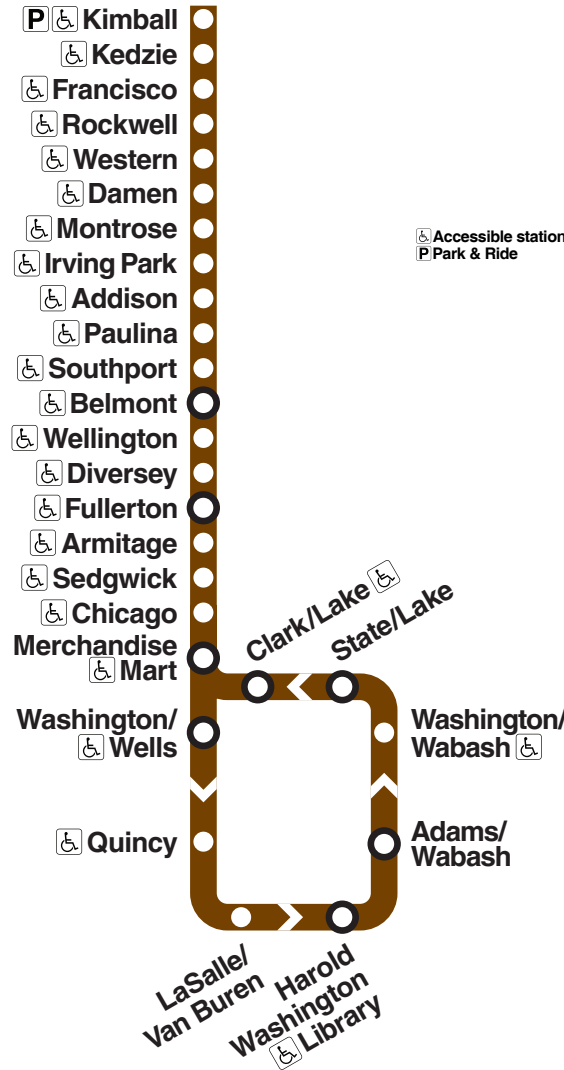 P Kimball
Kedzie
Francisco
Rockwell
Western
Damen
Montrose
Irving Park
Addison
Paulina
Southport
Belmont
Wellington
Diversey
Fullerton
Armitage
Sedgwick
Chicago
Merchandise
Mart
Clark/Lake
State/Lake
Washington/
Wells
Washington/
Wabash
Quincy
Adams/
Wabash
LaSalle/
Van Buren
Harold
Washington
Library
Accessible station
P Park & Ride